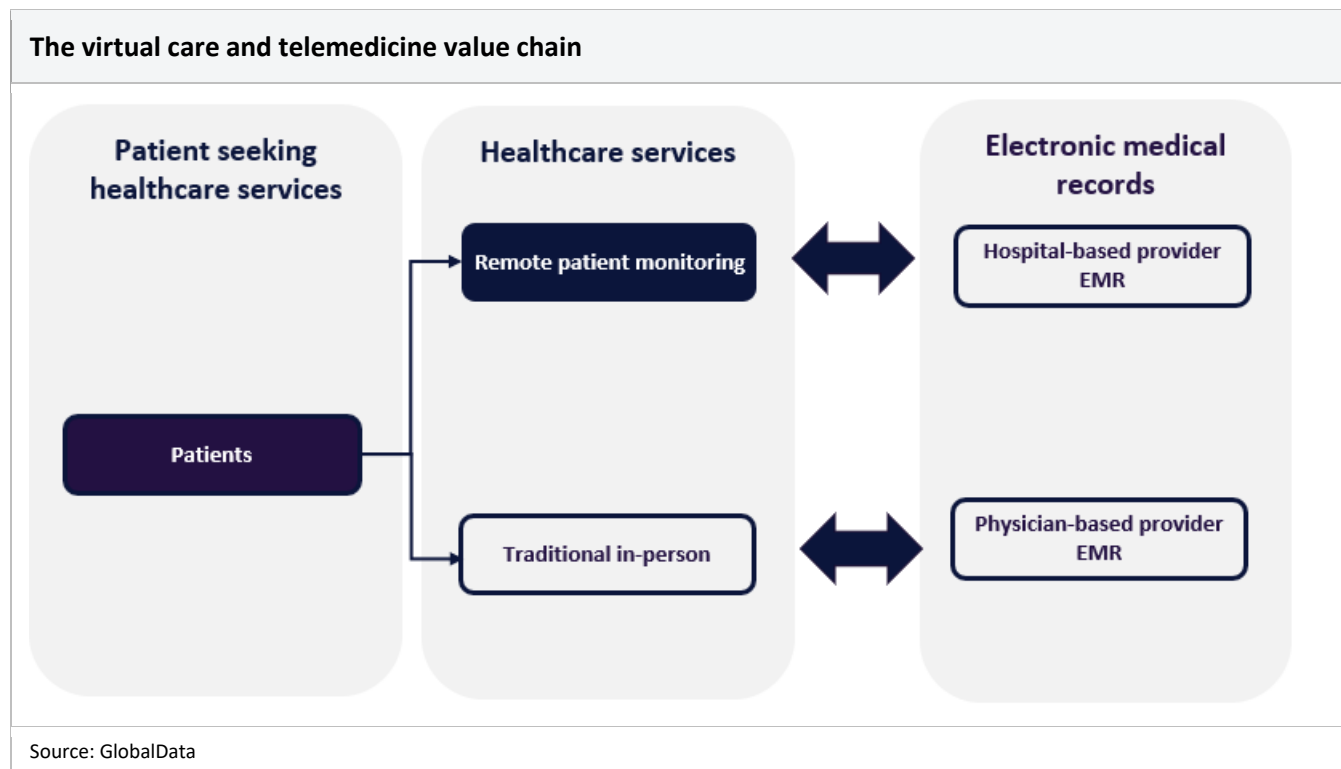 The virtual care and telemedicine value chain
Patient seeking
healthcare services
Healthcare services
Electronic medical
records
Remote patient monitoring
Hospital-based provider
EMR
Patients
Traditional in-person
Physician-based provider
EMR
Source: GlobalData